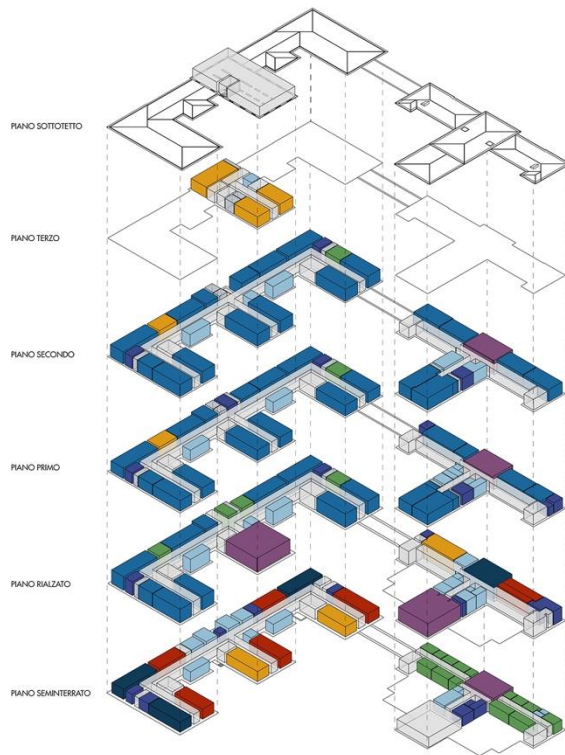 PIANO SOTTOTETTO
PIANO TERZO
PIANO SECONDO
PIANO PRIMO
PIANO RIALZATO
PIANO SEMINTERRATO